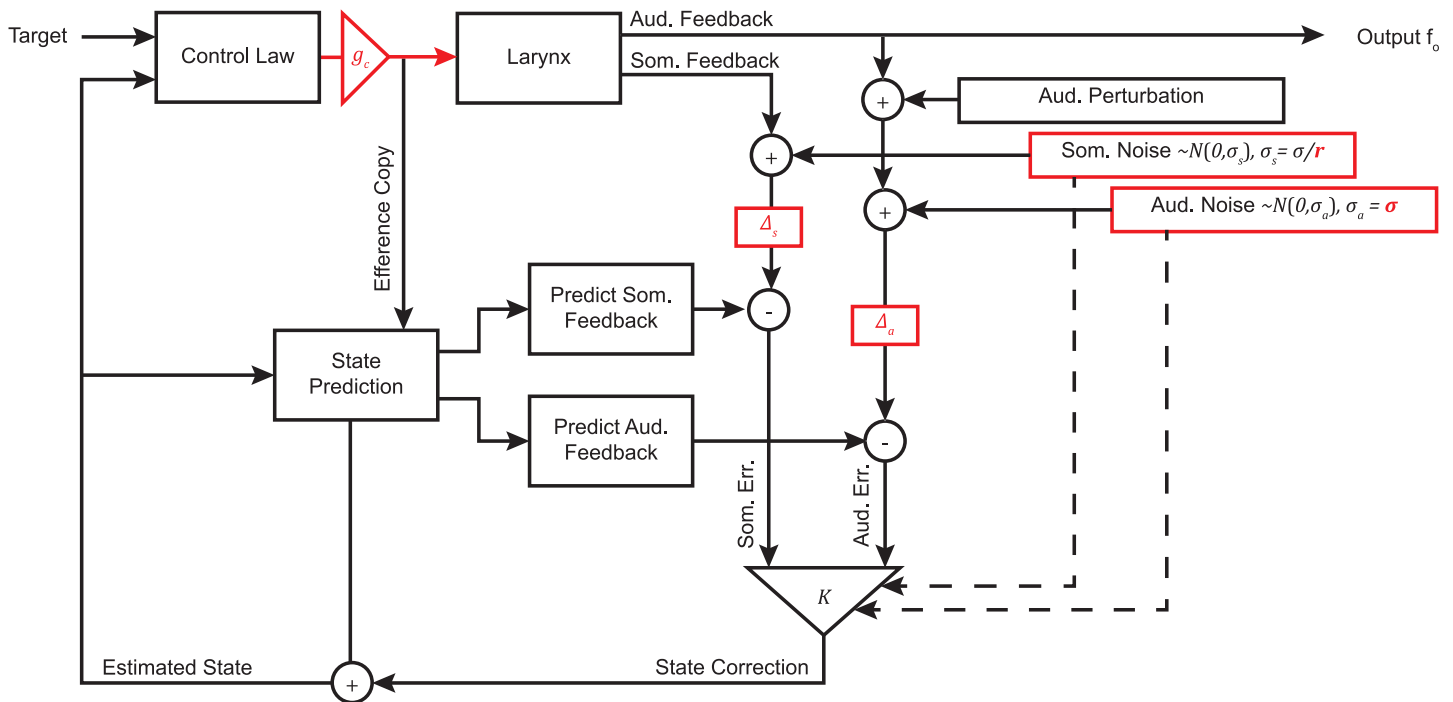 Target
Control Law
g_c
Larynx
Aud. Feedback
Som. Feedback
Output f_o
+
Aud. Perturbation
+
Som. Noise ~N(0,σ_s), σ_s = σ/r
+
Aud. Noise ~N(0,σ_a), σ_a = σ
Efference Copy
Δ_s
Predict Som.
Feedback
-
Δ_a
State
Prediction
Predict Aud.
Feedback
-
Som. Err.
Aud. Err.
K
Estimated State
+
State Correction